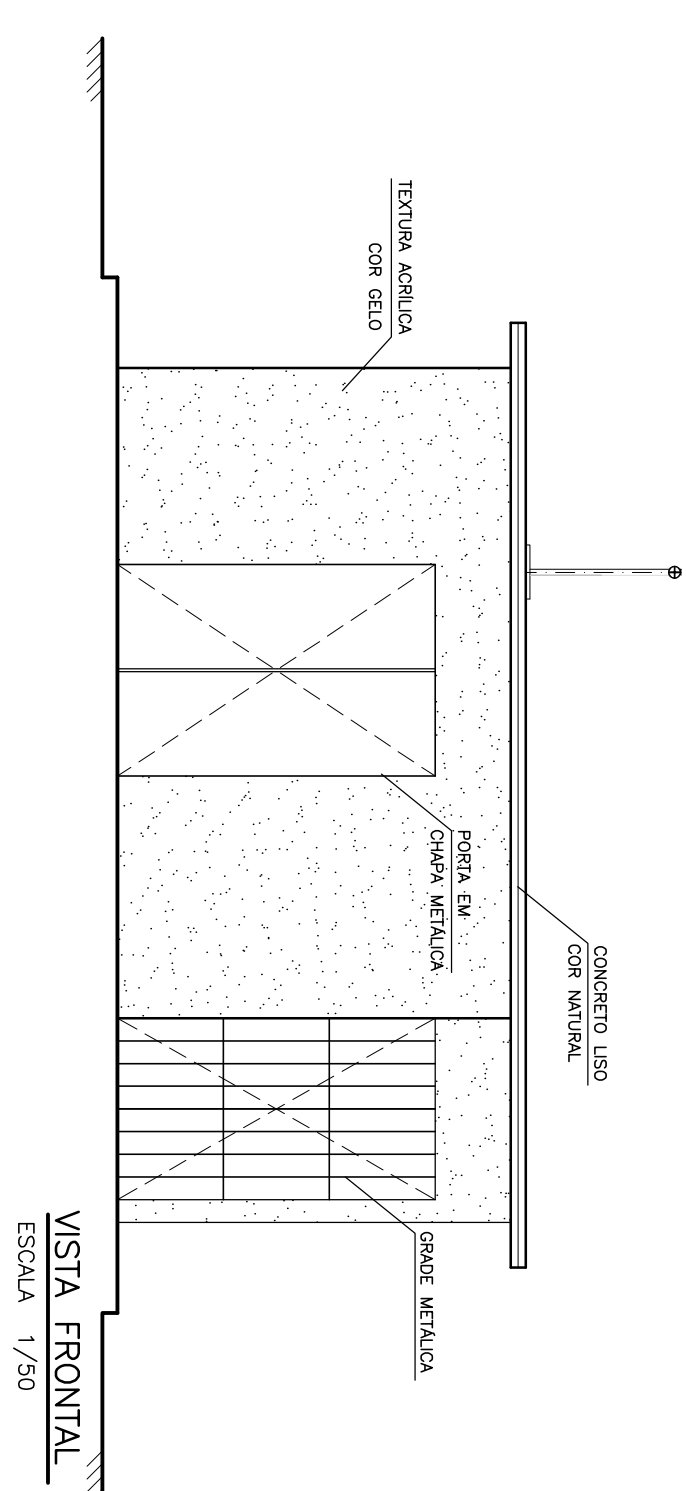 CONCRETO LISO
COR NATURAL
TEXTURA ACRÍLICA
COR GELO
PORTA EM
CHAPA METÁLICA
GRADE METÁLICA
VISTA FRONTAL
ESCALA 1/50